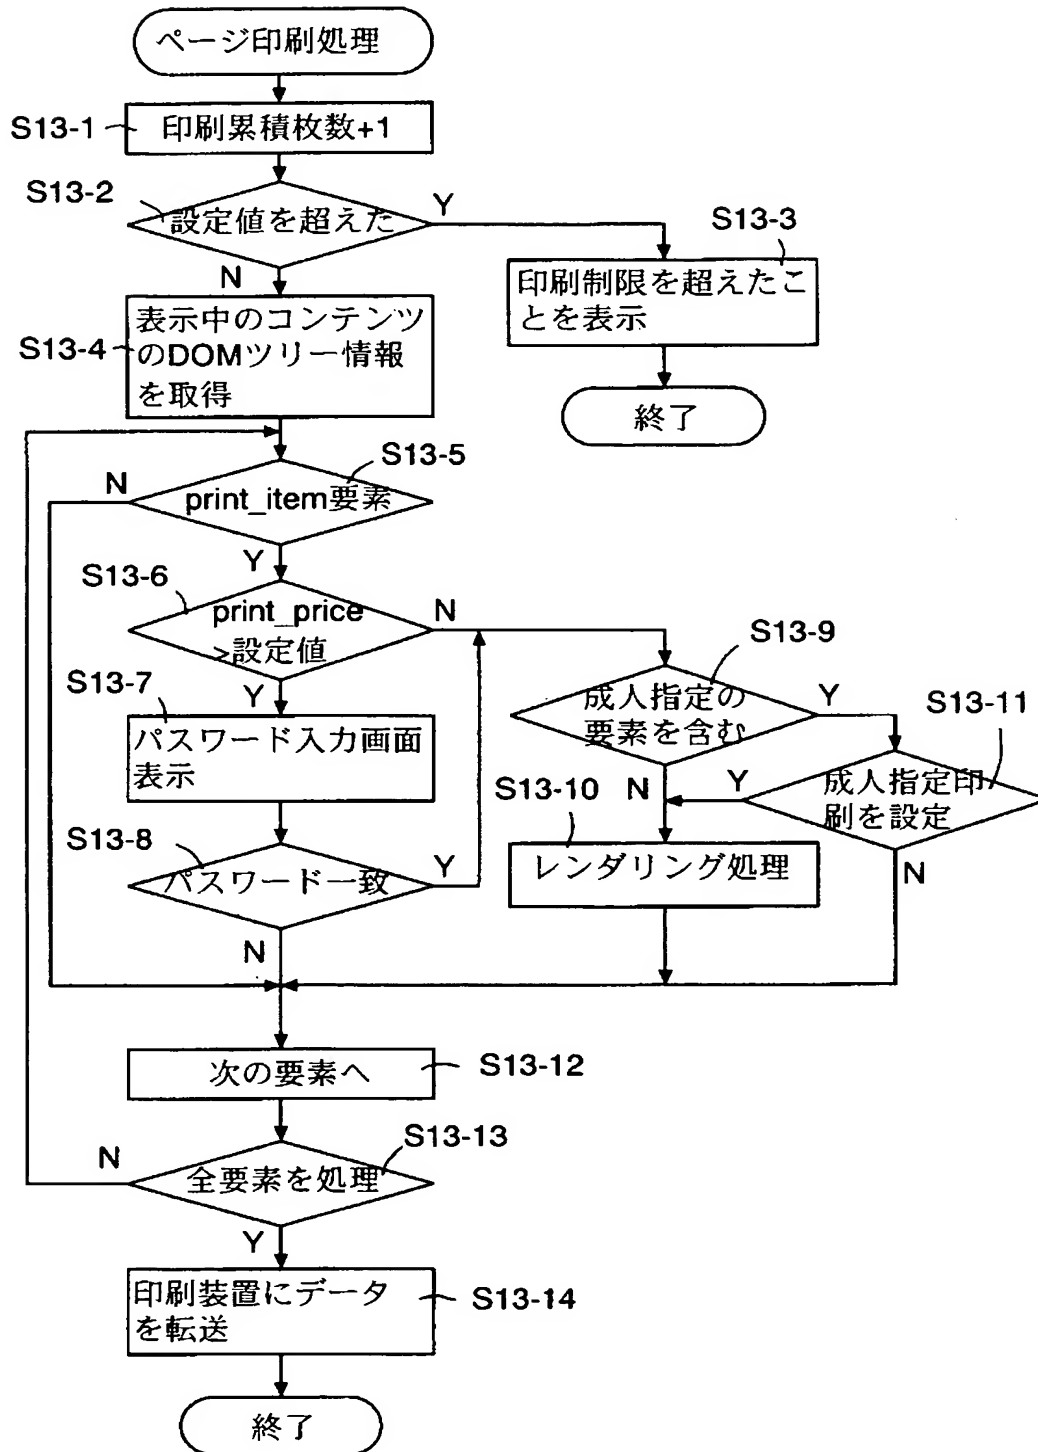 ページ印刷処理
S13-1
印刷累積枚数+1
S13-2
設定値を超えた
Y
N
S13-3
印刷制限を超えたこ
とを表示
終了
S13-4
表示中のコンテンツ
のDOMツリー情報
を取得
S13-5
N
print_item要素
Y
S13-6
print_price
>設定値
N
Y
S13-7
パスワード入力画面
表示
S13-8
パスワード一致
Y
N
S13-9
成人指定の
要素を含む
Y
N
S13-11
成人指定印
刷を設定
Y
N
S13-10
レンダリング処理
次の要素へ
S13-12
S13-13
N
全要素を処理
Y
印刷装置にデータ
を転送
S13-14
終了